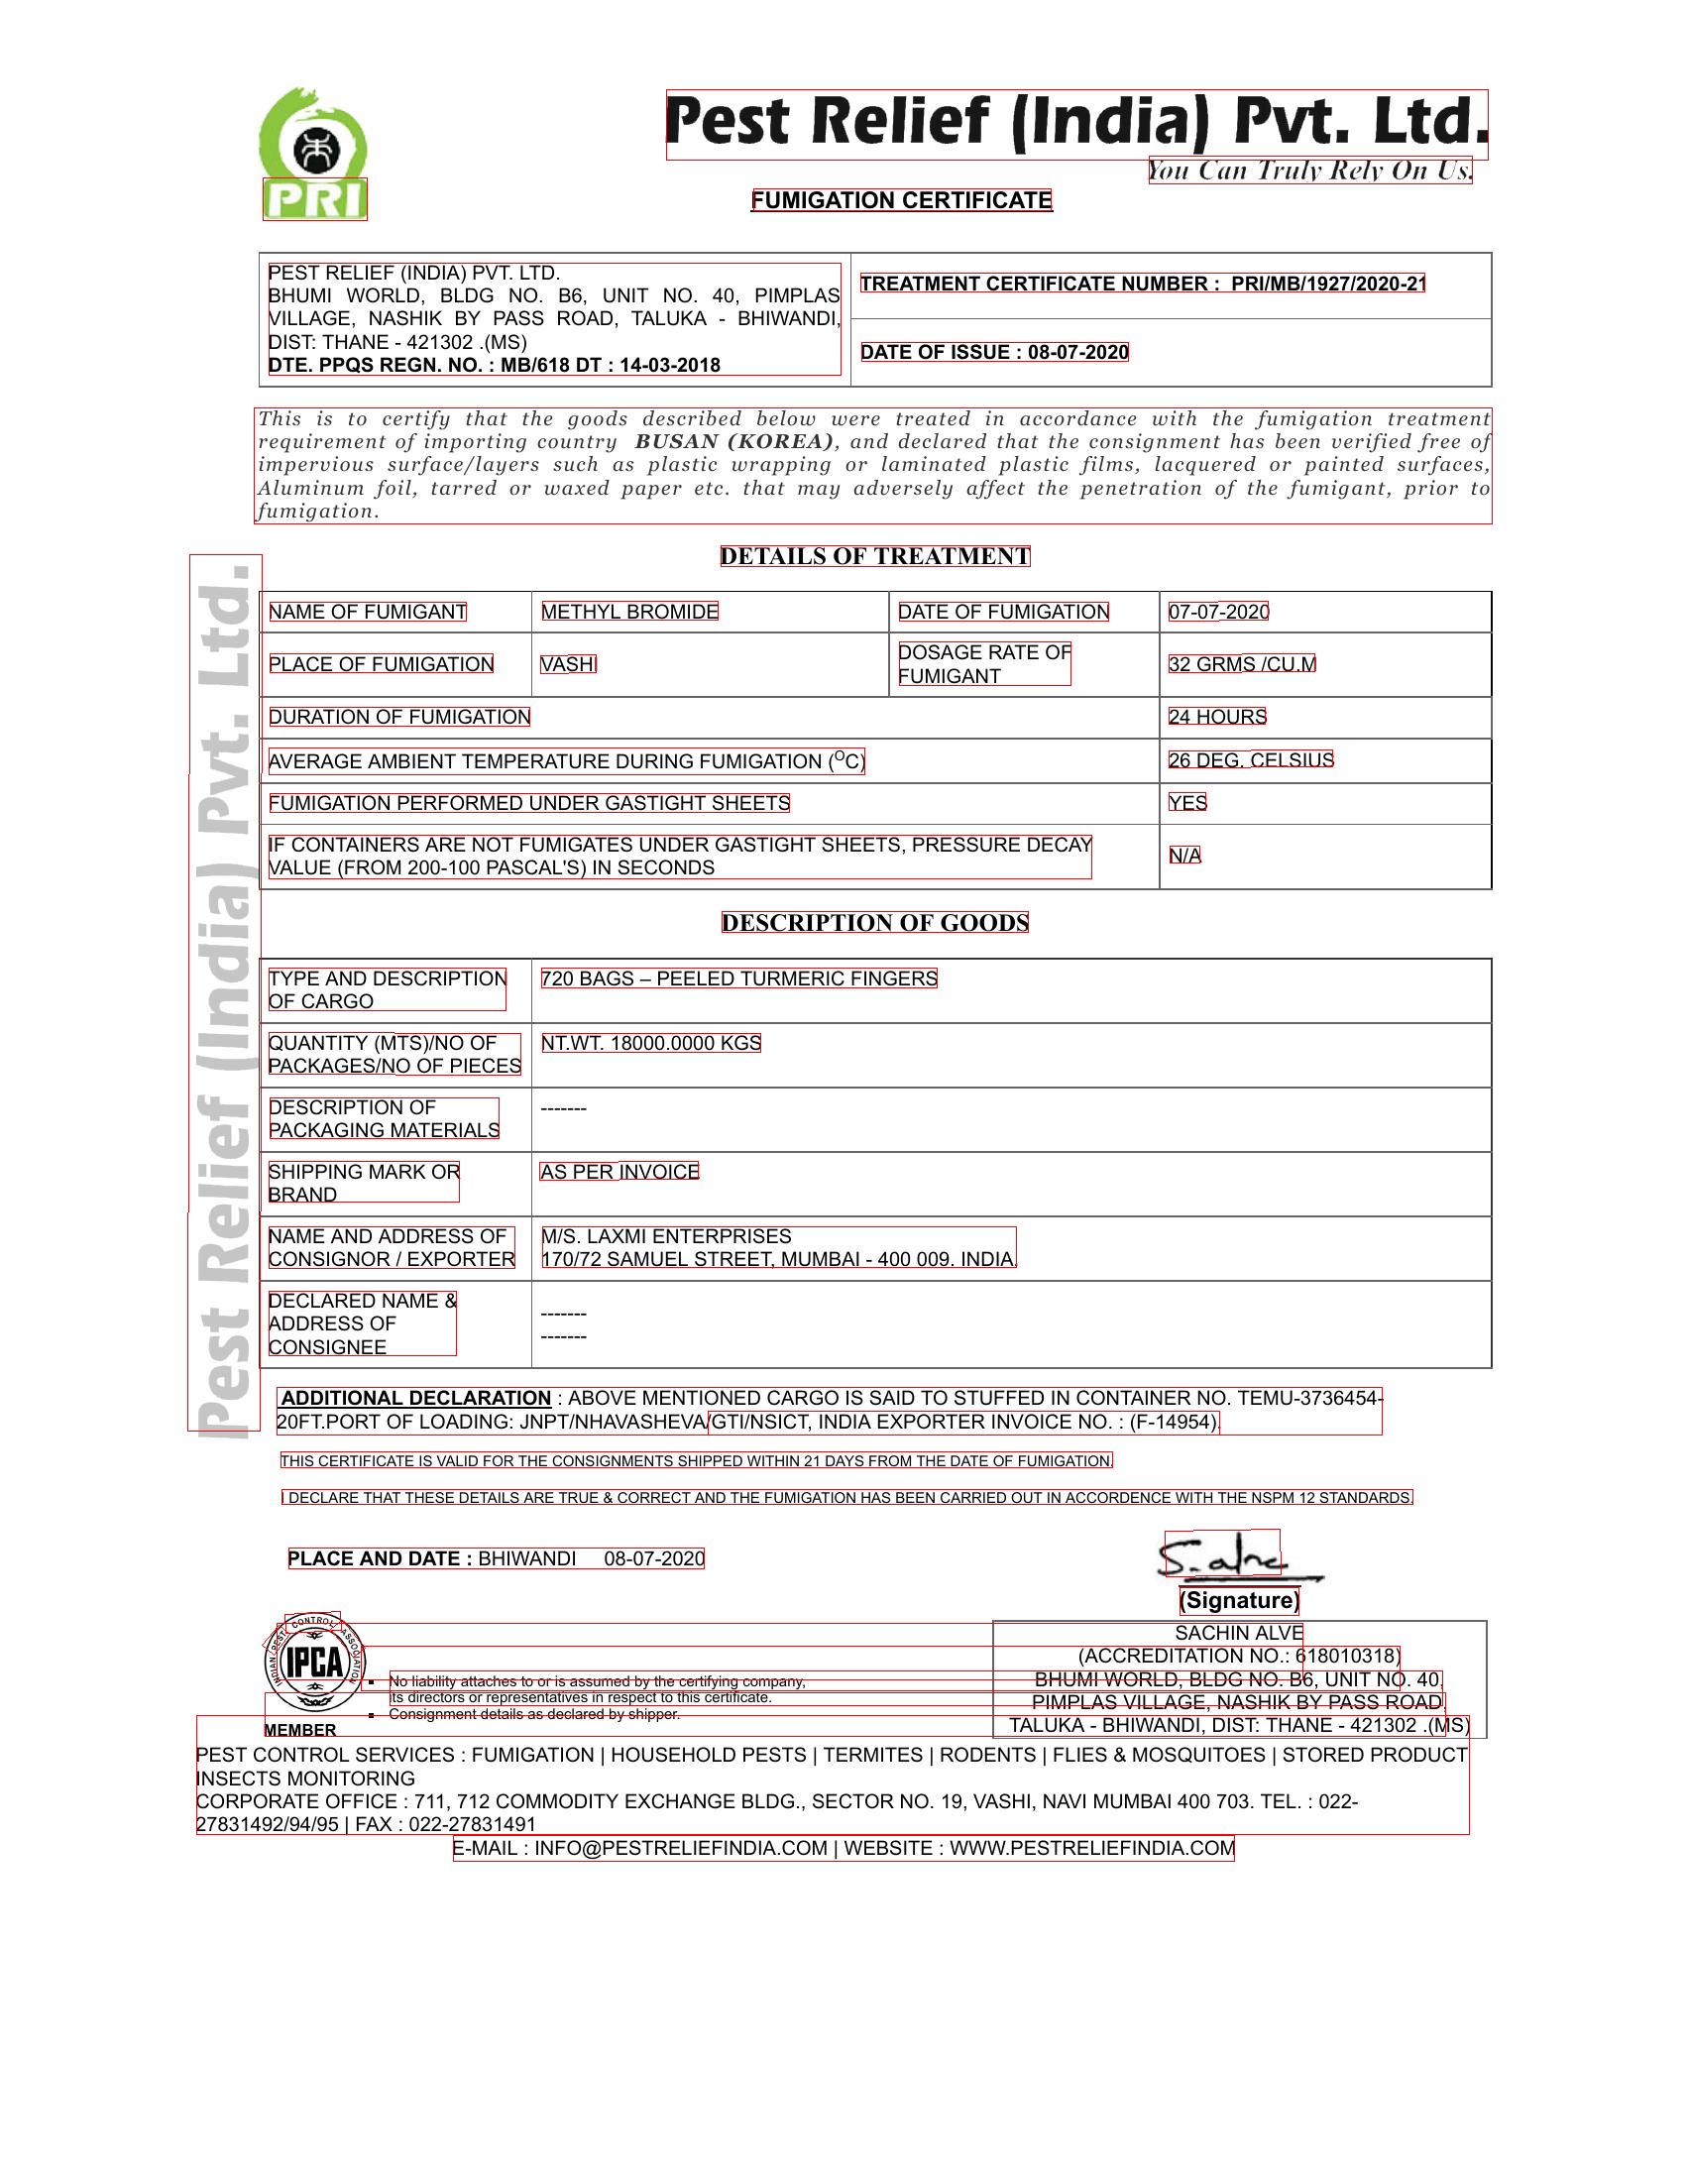 Pest Relief (India) Pvt. Ltd.
You Can Truly Rely On Us.
PRI
FUMIGATION CERTIFICATE
PEST RELIEF (INDIA) PVT. LTD.
BHUMI WORLD, BLDG NO. B6, UNIT NO. 40, PIMPLAS
VILLAGE, NASHIK BY PASS ROAD, TALUKA - BHIWANDI,
DIST: THANE - 421302 .(MS)
DTE. PPQS REGN. NO. : MB/618 DT : 14-03-2018
TREATMENT CERTIFICATE NUMBER : PRI/MB/1927/2020-21
DATE OF ISSUE : 08-07-2020
This is to certify that the goods described below were treated in accordance with the fumigation treatment
requirement of importing country BUSAN (KOREA), and declared that the consignment has been verified free of
impervious surface/layers such as plastic wrapping or laminated plastic films, lacquered or painted surfaces,
Aluminum foil, tarred or waxed paper etc. that may adversely affect the penetration of the fumigant, prior to
fumigation.
Pest Relief (India) Pvt. Ltd.
DETAILS OF TREATMENT
NAME OF FUMIGANT
METHYL BROMIDE
DATE OF FUMIGATION
07-07-2020
PLACE OF FUMIGATION
VASHI
DOSAGE RATE OF
FUMIGANT
32 GRMS /CU.M
DURATION OF FUMIGATION
24 HOURS
AVERAGE AMBIENT TEMPERATURE DURING FUMIGATION (OC)
26 DEG. CELSIUS
FUMIGATION PERFORMED UNDER GASTIGHT SHEETS
YES
IF CONTAINERS ARE NOT FUMIGATES UNDER GASTIGHT SHEETS, PRESSURE DECAY
VALUE (FROM 200-100 PASCAL'S) IN SECONDS
N/A
DESCRIPTION OF GOODS
TYPE AND DESCRIPTION
OF CARGO
720 BAGS – PEELED TURMERIC FINGERS
QUANTITY (MTS)/NO OF
PACKAGES/NO OF PIECES
NT.WT. 18000.0000 KGS
DESCRIPTION OF
PACKAGING MATERIALS
-------
SHIPPING MARK OR
BRAND
AS PER INVOICE
NAME AND ADDRESS OF
CONSIGNOR / EXPORTER
M/S. LAXMI ENTERPRISES
170/72 SAMUEL STREET, MUMBAI - 400 009. INDIA.
DECLARED NAME &
ADDRESS OF
CONSIGNEE
-------
-------
ADDITIONAL DECLARATION : ABOVE MENTIONED CARGO IS SAID TO STUFFED IN CONTAINER NO. TEMU-3736454-
20FT.PORT OF LOADING: JNPT/NHAVASHEVA/GTI/NSICT, INDIA EXPORTER INVOICE NO. : (F-14954).
THIS CERTIFICATE IS VALID FOR THE CONSIGNMENTS SHIPPED WITHIN 21 DAYS FROM THE DATE OF FUMIGATION.
I DECLARE THAT THESE DETAILS ARE TRUE & CORRECT AND THE FUMIGATION HAS BEEN CARRIED OUT IN ACCORDENCE WITH THE NSPM 12 STANDARDS.
PLACE AND DATE : BHIWANDI 08-07-2020
S. alve
(Signature)
INDIAN PEST CONTROL ASSOCIATION
IPCA
MEMBER
▪ No liability attaches to or is assumed by the certifying company,
its directors or representatives in respect to this certificate.
▪ Consignment details as declared by shipper.
SACHIN ALVE
(ACCREDITATION NO.: 618010318)
BHUMI WORLD, BLDG NO. B6, UNIT NO. 40,
PIMPLAS VILLAGE, NASHIK BY PASS ROAD,
TALUKA - BHIWANDI, DIST: THANE - 421302 .(MS)
PEST CONTROL SERVICES : FUMIGATION | HOUSEHOLD PESTS | TERMITES | RODENTS | FLIES & MOSQUITOES | STORED PRODUCT
INSECTS MONITORING
CORPORATE OFFICE : 711, 712 COMMODITY EXCHANGE BLDG., SECTOR NO. 19, VASHI, NAVI MUMBAI 400 703. TEL. : 022-
27831492/94/95 | FAX : 022-27831491
E-MAIL : INFO@PESTRELIEFINDIA.COM | WEBSITE : WWW.PESTRELIEFINDIA.COM